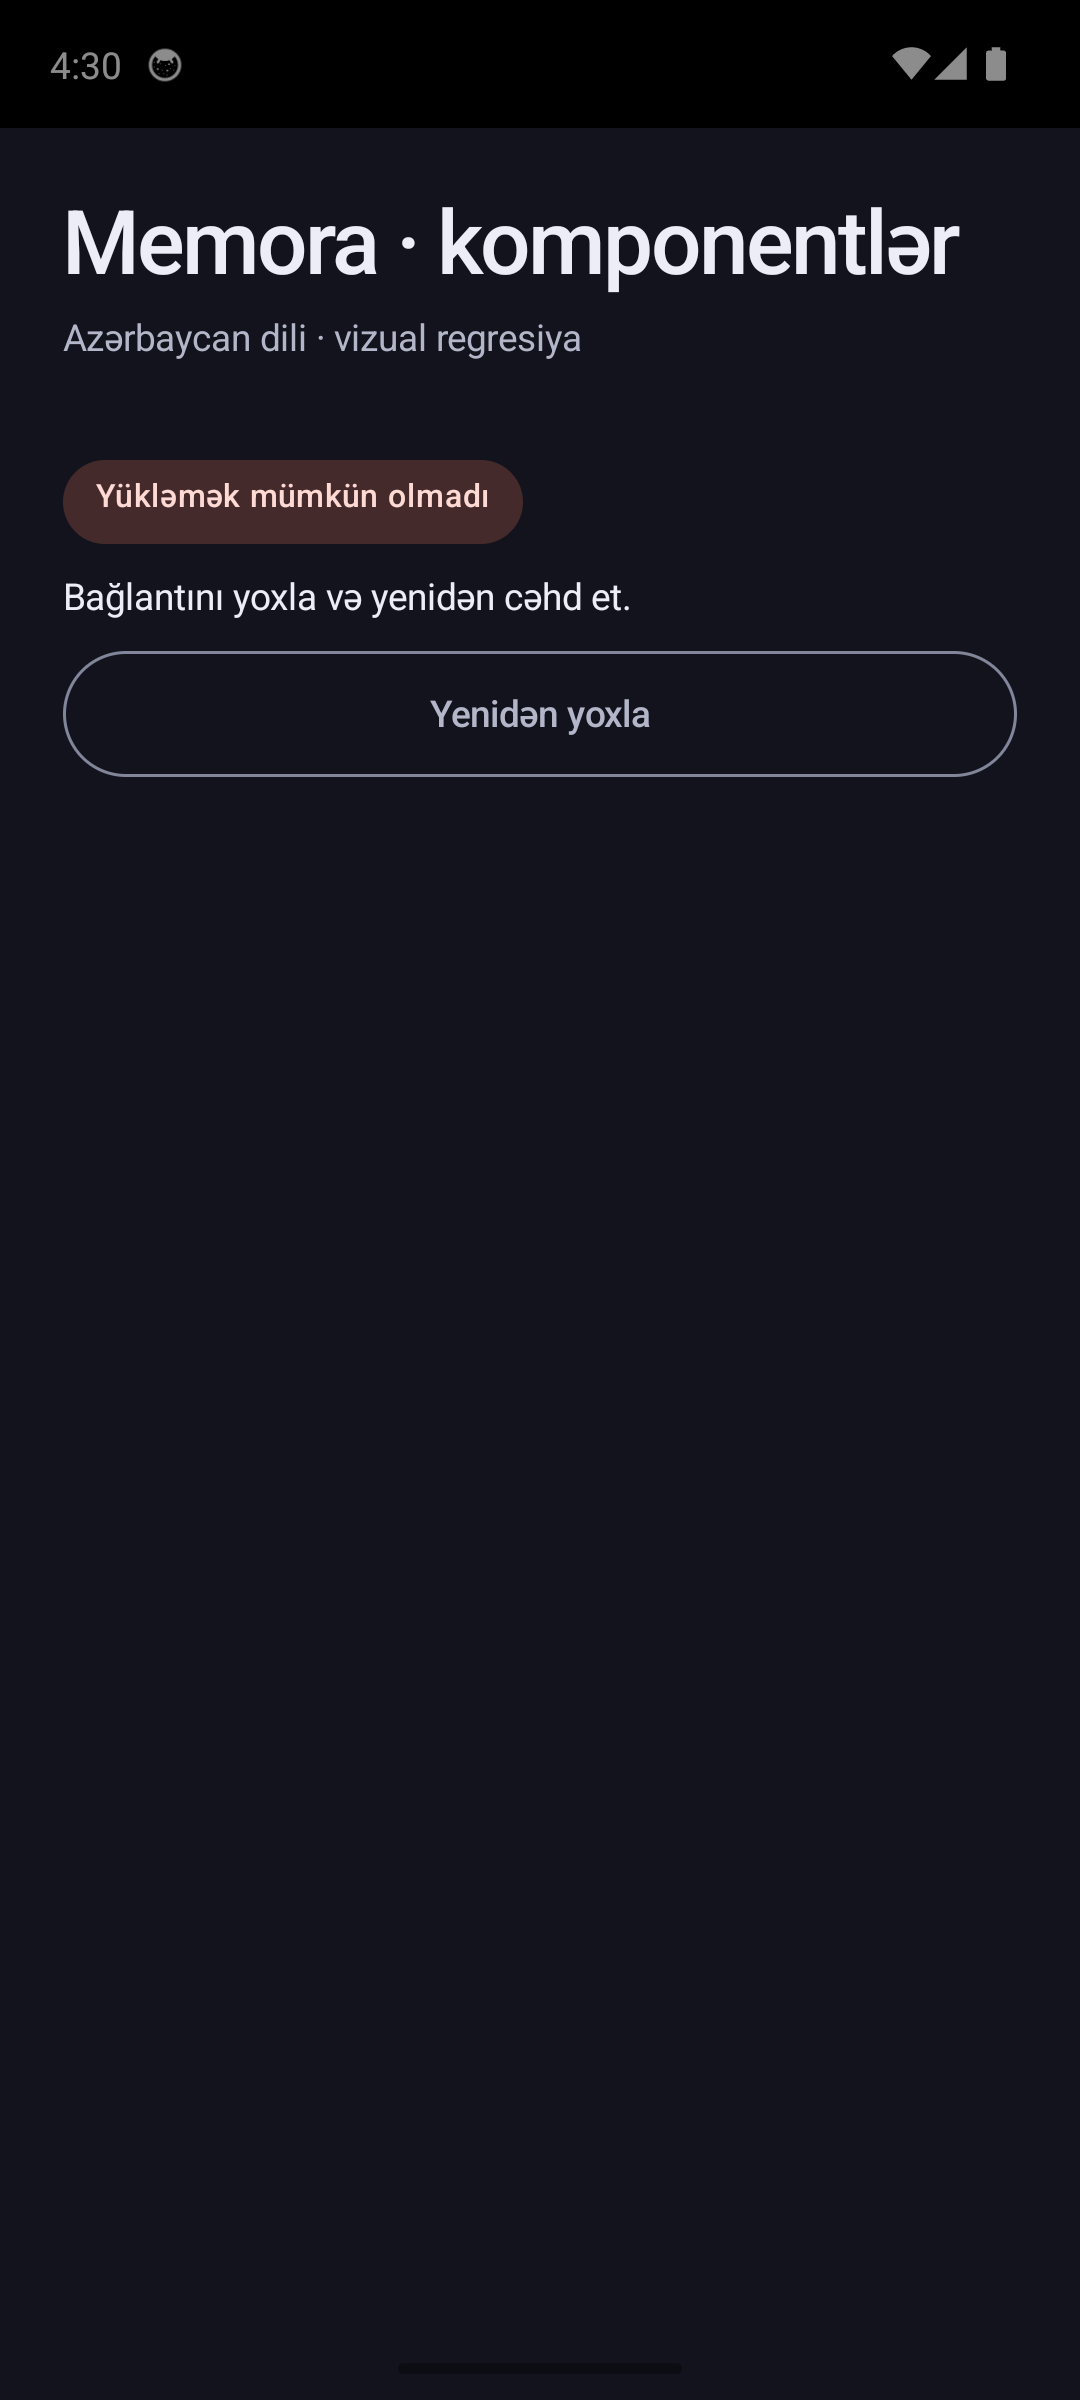 4:30
Memora · komponentlər
Azərbaycan dili · vizual regresiya
Yükləmək mümkün olmadı
Bağlantını yoxla və yenidən cəhd et.
Yenidən yoxla